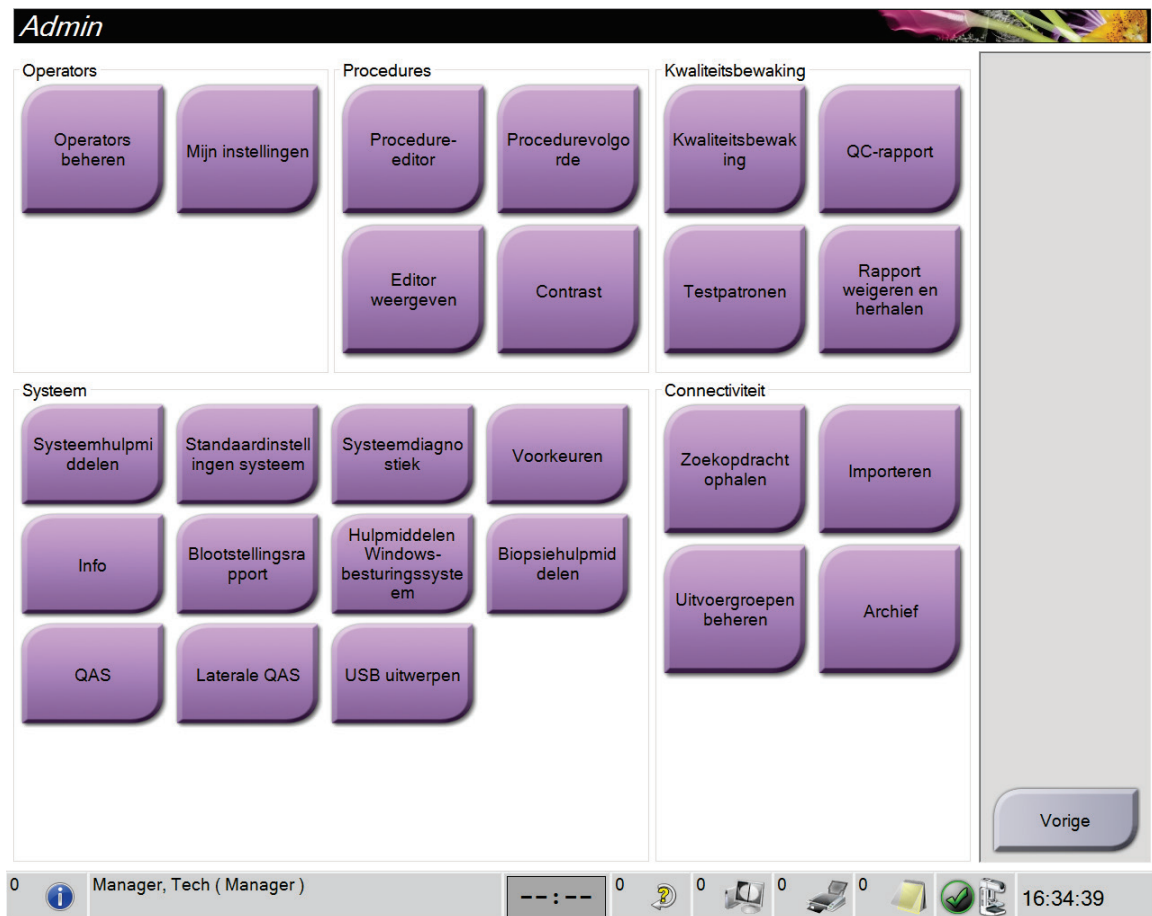 Admin
Operators
Operators
beheren
Mijn instellingen
Procedures
Procedure-
editor
Procedurevolgo
rde
Editor
weergeven
Contrast
Kwaliteitsbewaking
Kwaliteitsbewak
ing
QC-rapport
Testpatronen
Rapport
weigeren en
herhalen
Systeem
Systeemhulpmi
ddelen
Standaardinstell
ingen systeem
Systeemdiagno
stiek
Voorkeuren
Info
Blootstellingsra
pport
Hulpmiddelen
Windows-
besturingssyste
em
Biopsiehulpmid
delen
QAS
Laterale QAS
USB uitwerpen
Connectiviteit
Zoekopdracht
ophalen
Importeren
Uitvoergroepen
beheren
Archief
Vorige
0
Manager, Tech ( Manager )
--:--
0
0
0
0
16:34:39